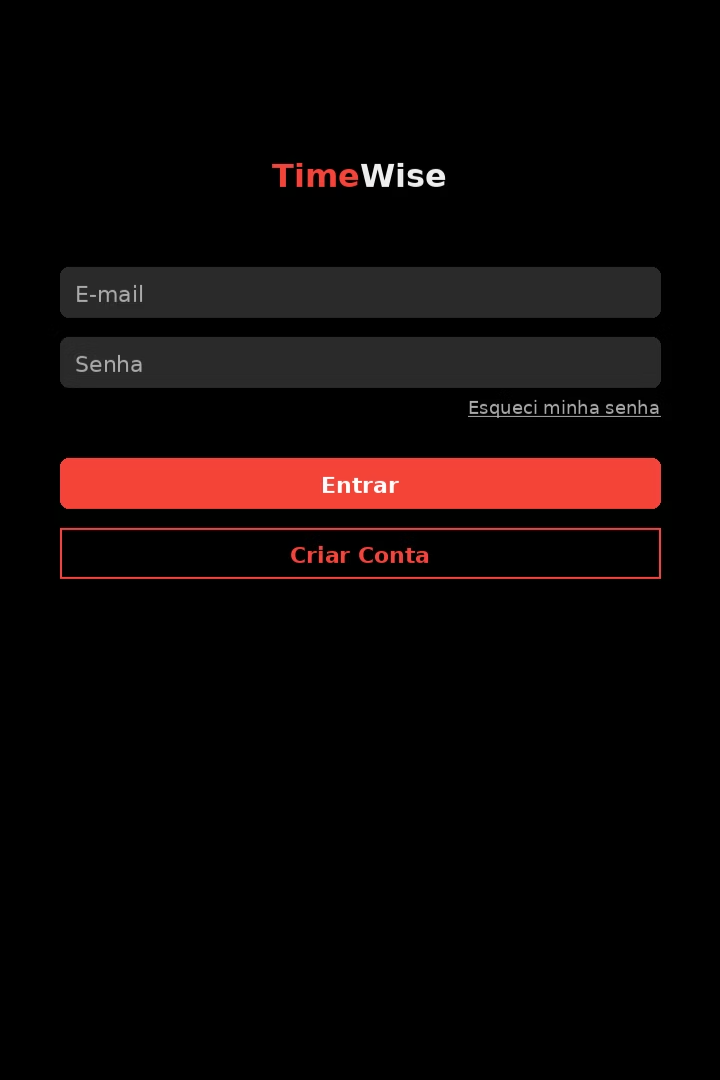 TimeWise
E-mail
Senha
Esqueci minha senha
Entrar
Criar Conta